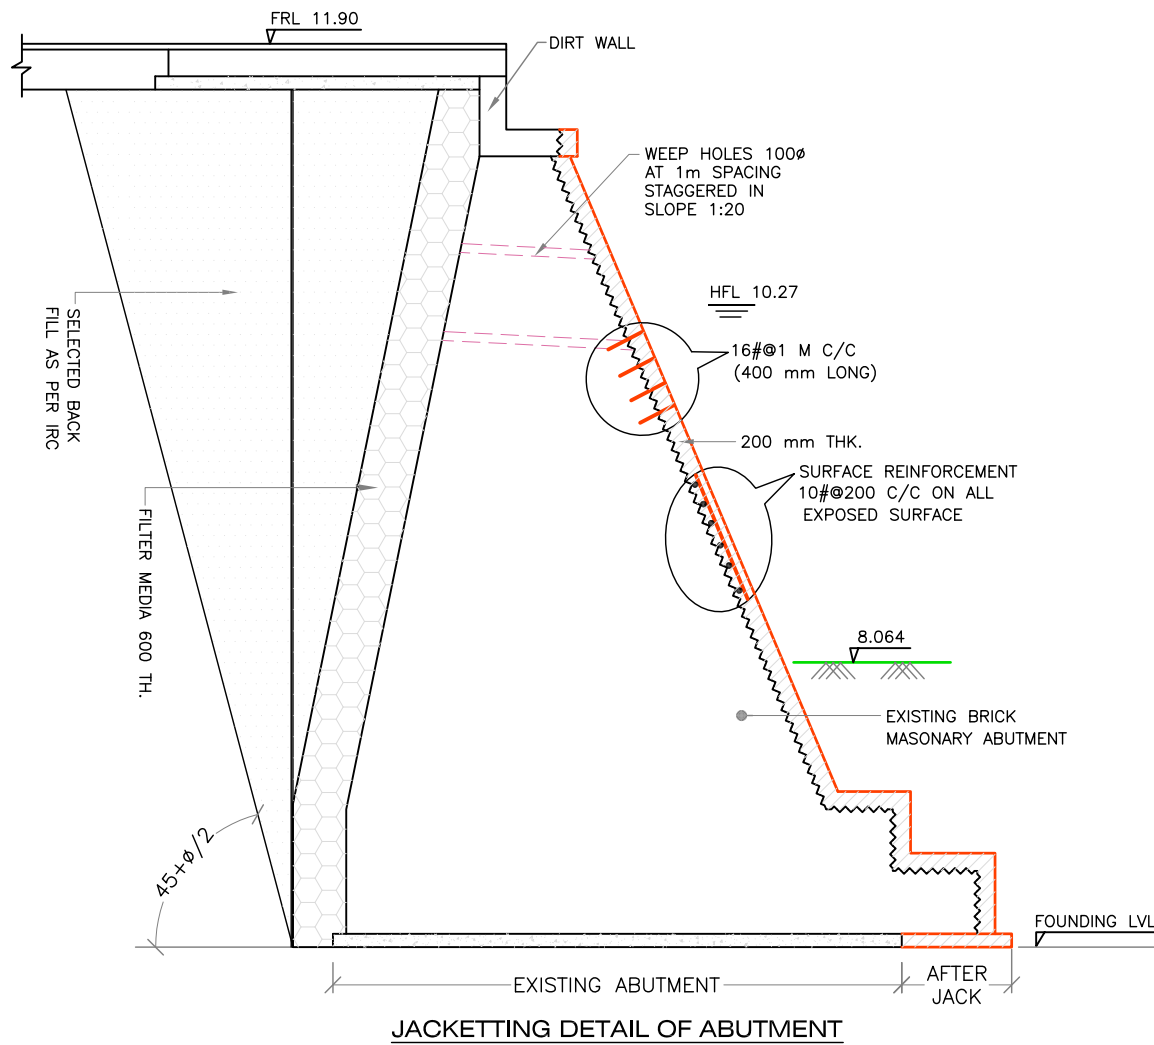 FRL 11.90
DIRT WALL
WEEP HOLES 100ø
AT 1m SPACING
STAGGERED IN
SLOPE 1:20
HFL 10.27
16#@1 M C/C
(400 mm LONG)
200 mm THK.
SURFACE REINFORCEMENT
10#@200 C/C ON ALL
EXPOSED SURFACE
SELECTED BACK
FILL AS PER IRC
FILTER MEDIA 600 TH.
8.064
EXISTING BRICK
MASONARY ABUTMENT
45+ø/2
FOUNDING LVL
EXISTING ABUTMENT
AFTER
JACK
JACKETTING DETAIL OF ABUTMENT